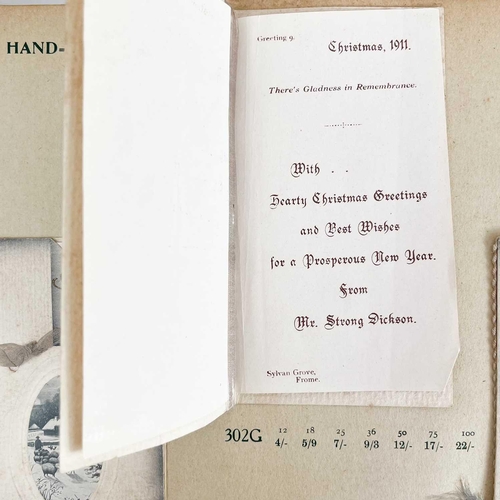 HAND-
Greeting 9.
Christmas, 1911.
There's Gladness in Remembrance.
With . .
Hearty Christmas Greetings
and Best Wishes
for a Prosperous New Year.
From
Mr. Strong Dickson.
Sylvan Grove,
Frome.
12 18 25 36 50 75 100
302G 4/- 5/9 7/- 9/3 12/- 17/- 22/-